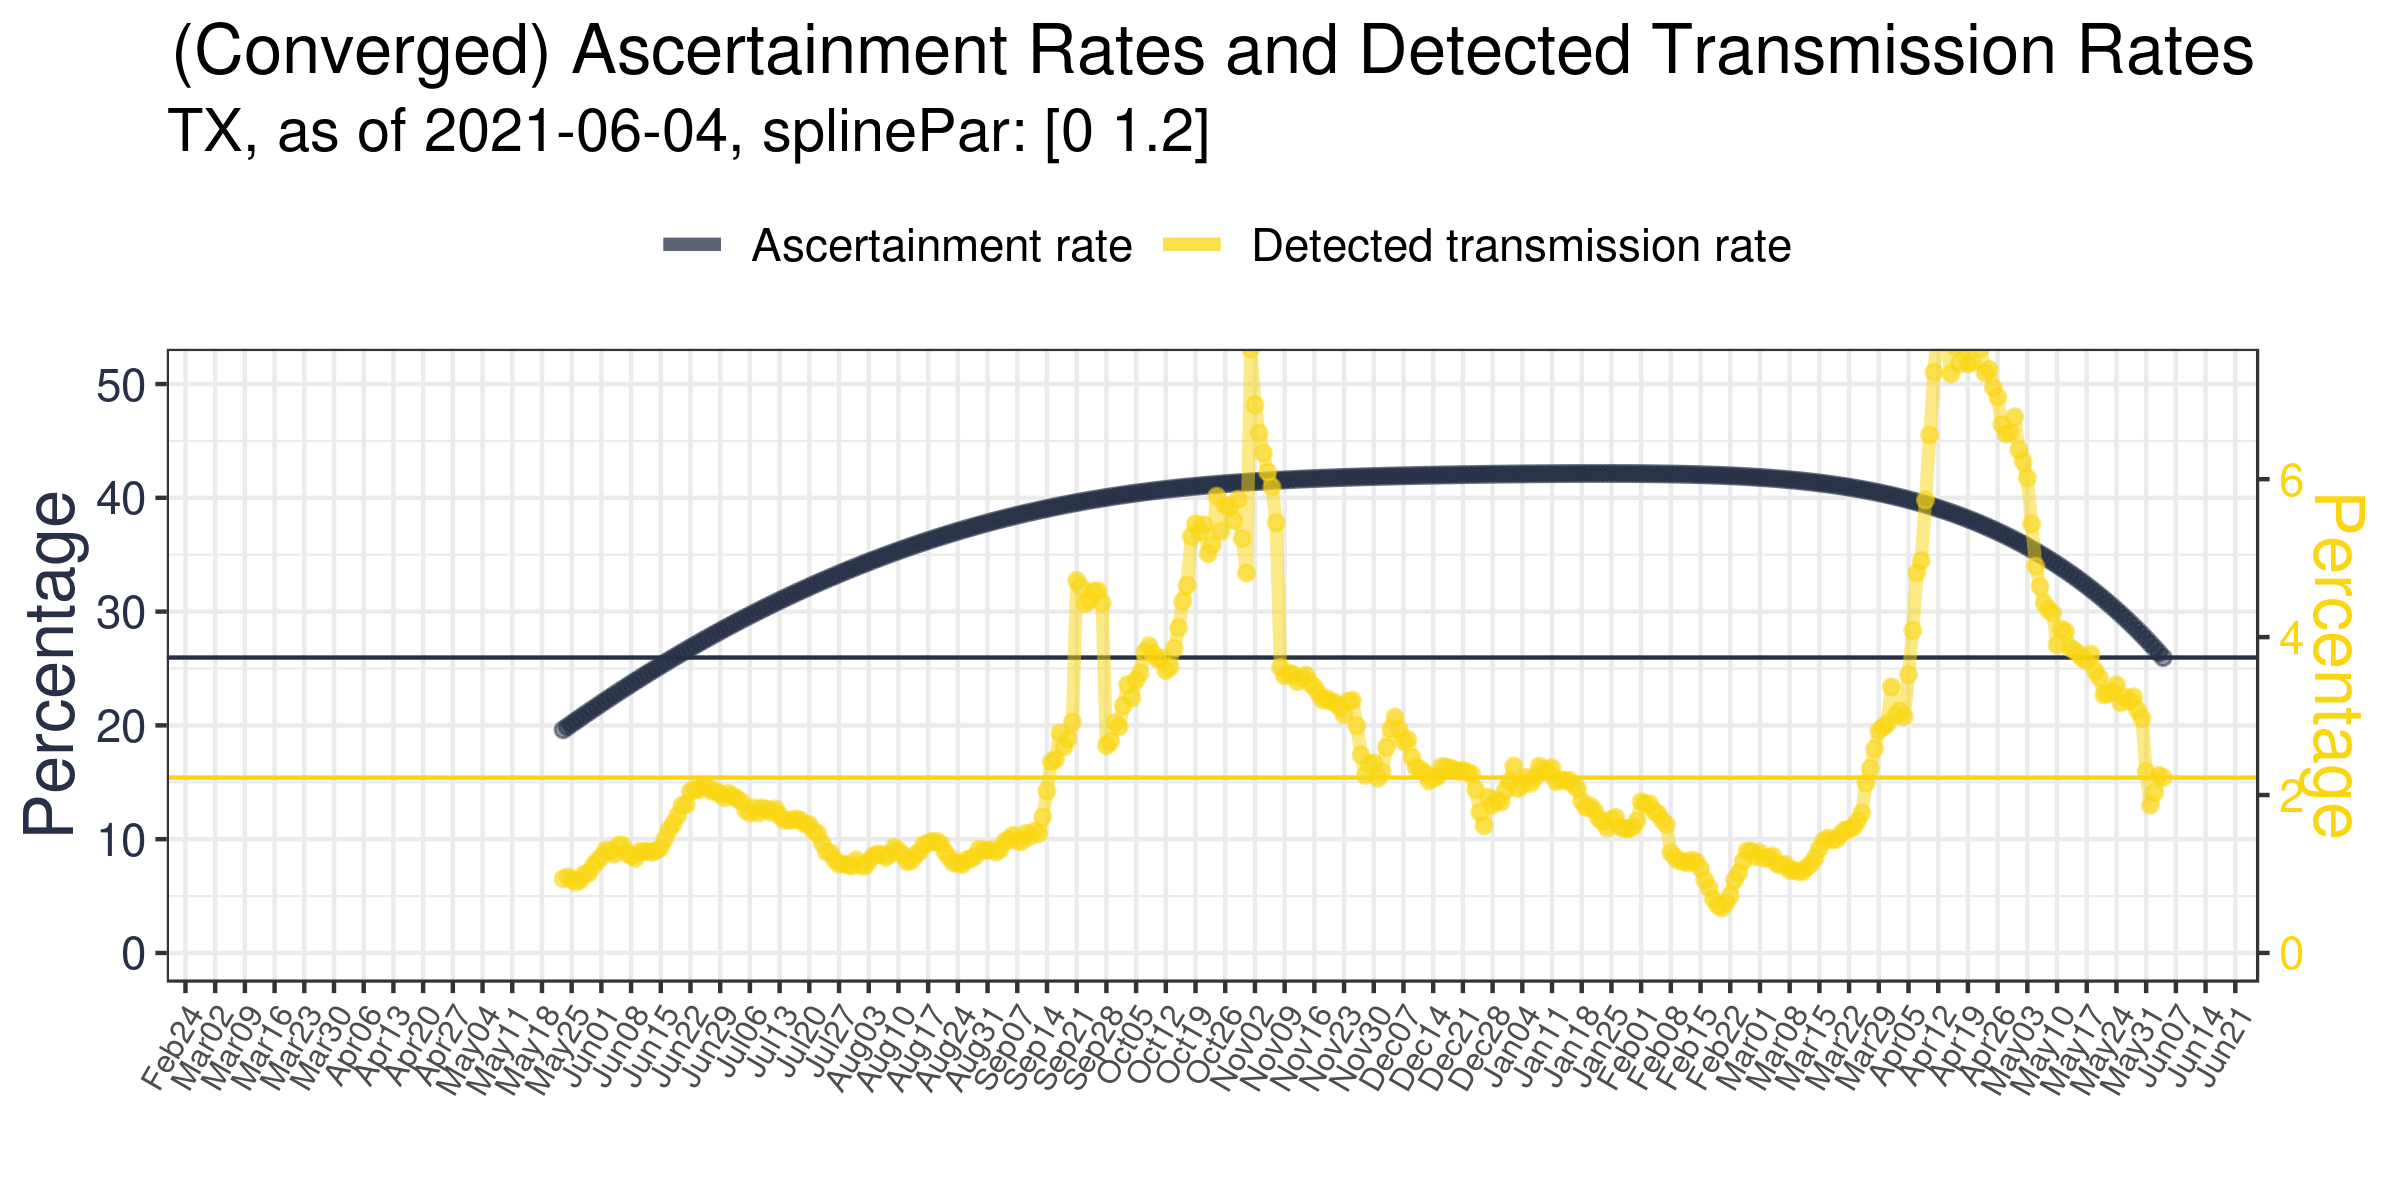 (Converged) Ascertainment Rates and Detected Transmission Rates
TX, as of 2021-06-04, splinePar: [0 1.2]
Ascertainment rate
Detected transmission rate
Percentage
50
40
30
20
10
0
6
4
2
0
Percentage
Feb24
Mar02
Mar09
Mar16
Mar23
Mar30
Apr06
Apr13
Apr20
Apr27
May04
May11
May18
May25
Jun01
Jun08
Jun15
Jun22
Jun29
Jul06
Jul13
Jul20
Jul27
Aug03
Aug10
Aug17
Aug24
Aug31
Sep07
Sep14
Sep21
Sep28
Oct05
Oct12
Oct19
Oct26
Nov02
Nov09
Nov16
Nov23
Nov30
Dec07
Dec14
Dec21
Dec28
Jan04
Jan11
Jan18
Jan25
Feb01
Feb08
Feb15
Feb22
Mar01
Mar08
Mar15
Mar22
Mar29
Apr05
Apr12
Apr19
Apr26
May03
May10
May17
May24
May31
Jun07
Jun14
Jun21